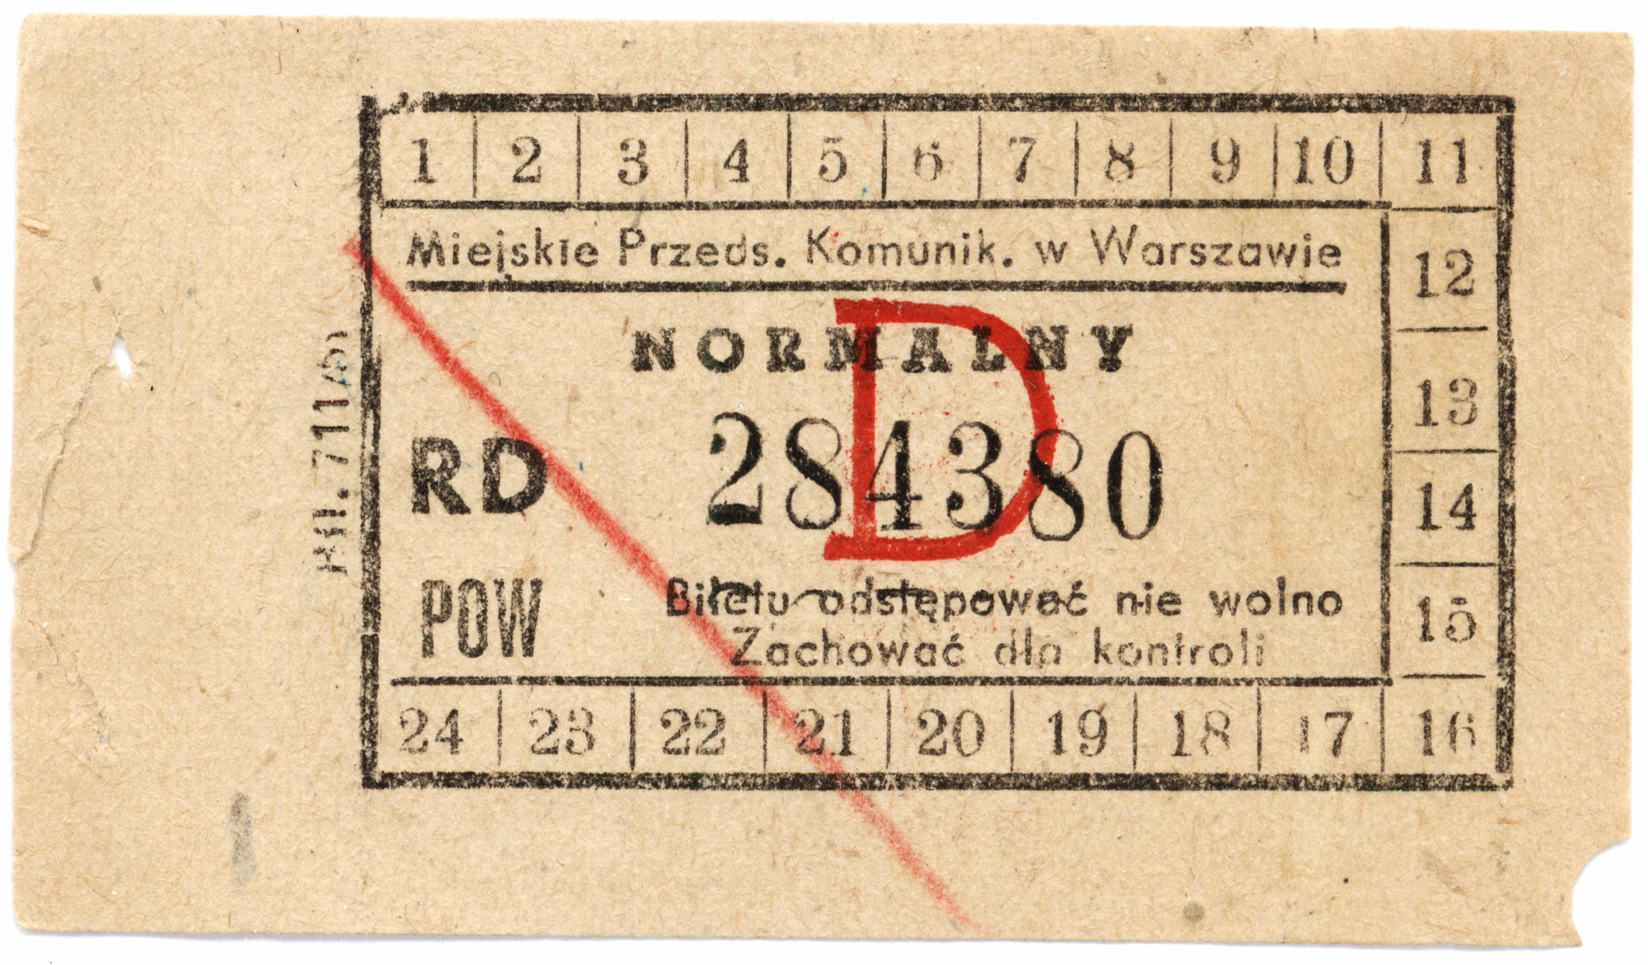 1 2 3 4 5 6 7 8 9 10 11
Miejskie Przeds. Komunik. w Warszawie
12
NORMALNY
D
13
RD 284380
14
POW
Biletu odstępować nie wolno
15
Zachować dla kontroli
24 23 22 21 20 19 18 17 16